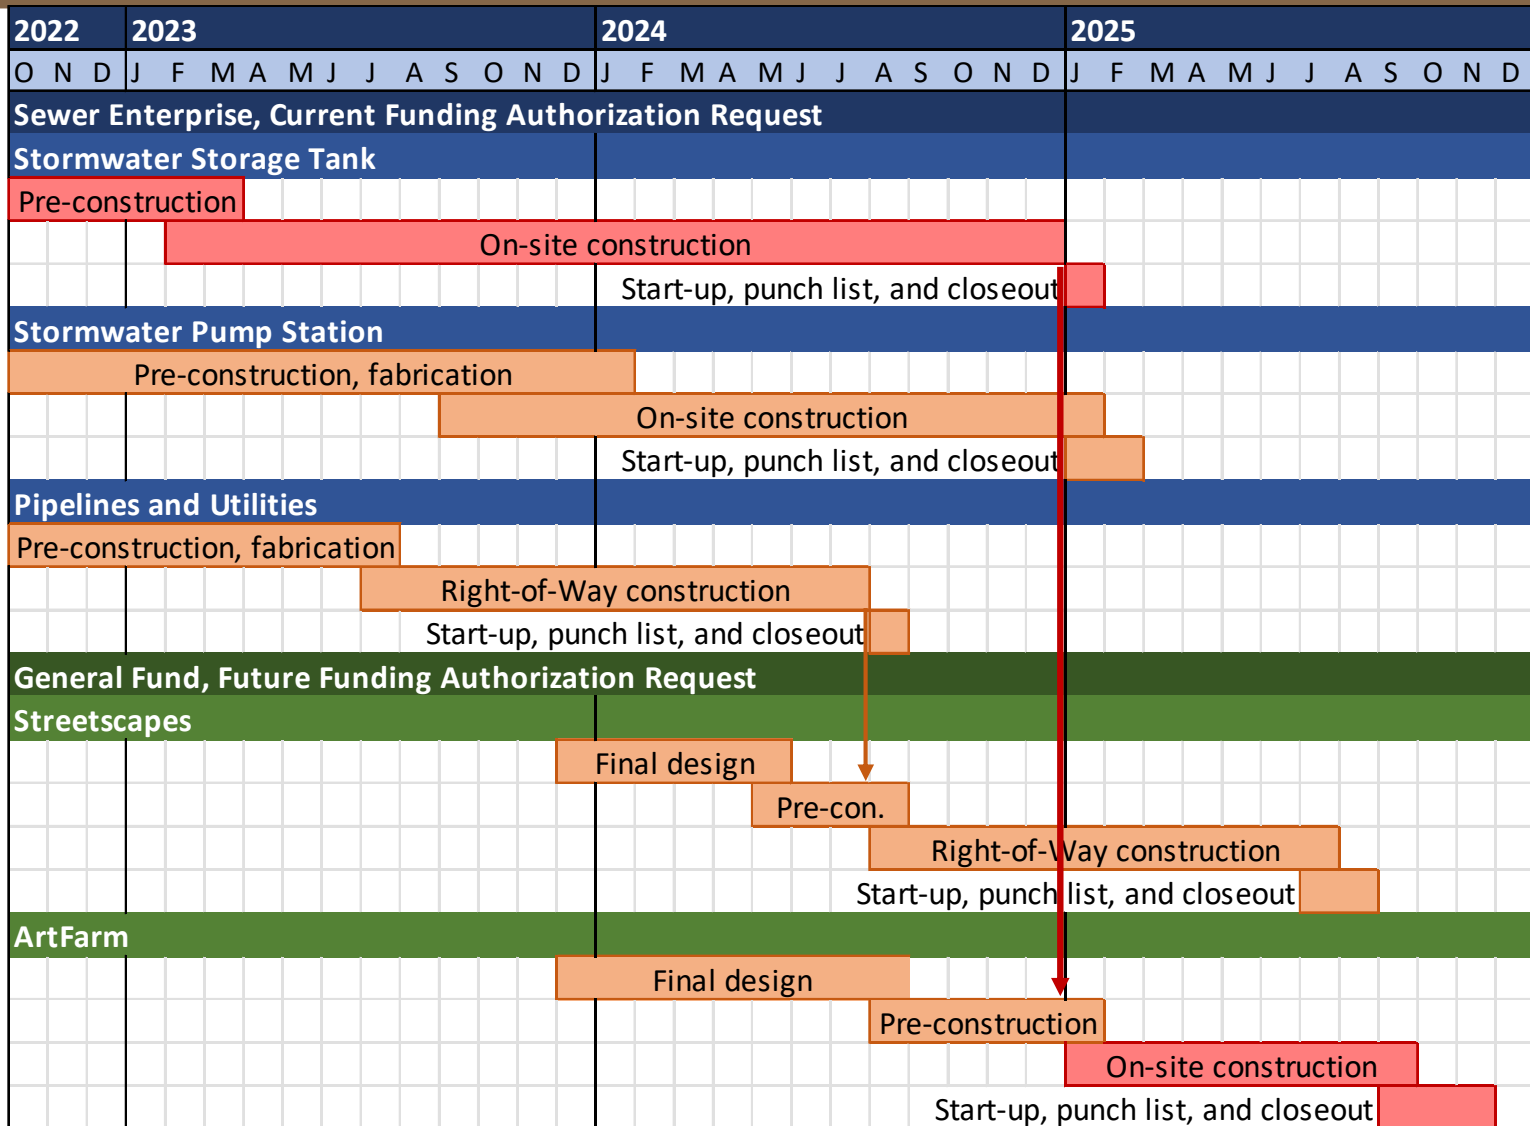 2022 2023 2024 2025
O N D J F M A M J J A S O N D J F M A M J J A S O N D J F M A M J J A S O N D
Sewer Enterprise, Current Funding Authorization Request
Stormwater Storage Tank
Pre-construction
On-site construction
Start-up, punch list, and closeout
Stormwater Pump Station
Pre-construction, fabrication
On-site construction
Start-up, punch list, and closeout
Pipelines and Utilities
Pre-construction, fabrication
Right-of-Way construction
Start-up, punch list, and closeout
General Fund, Future Funding Authorization Request
Streetscapes
Final design
Pre-con.
Right-of-Way construction
Start-up, punch list, and closeout
ArtFarm
Final design
Pre-construction
On-site construction
Start-up, punch list, and closeout